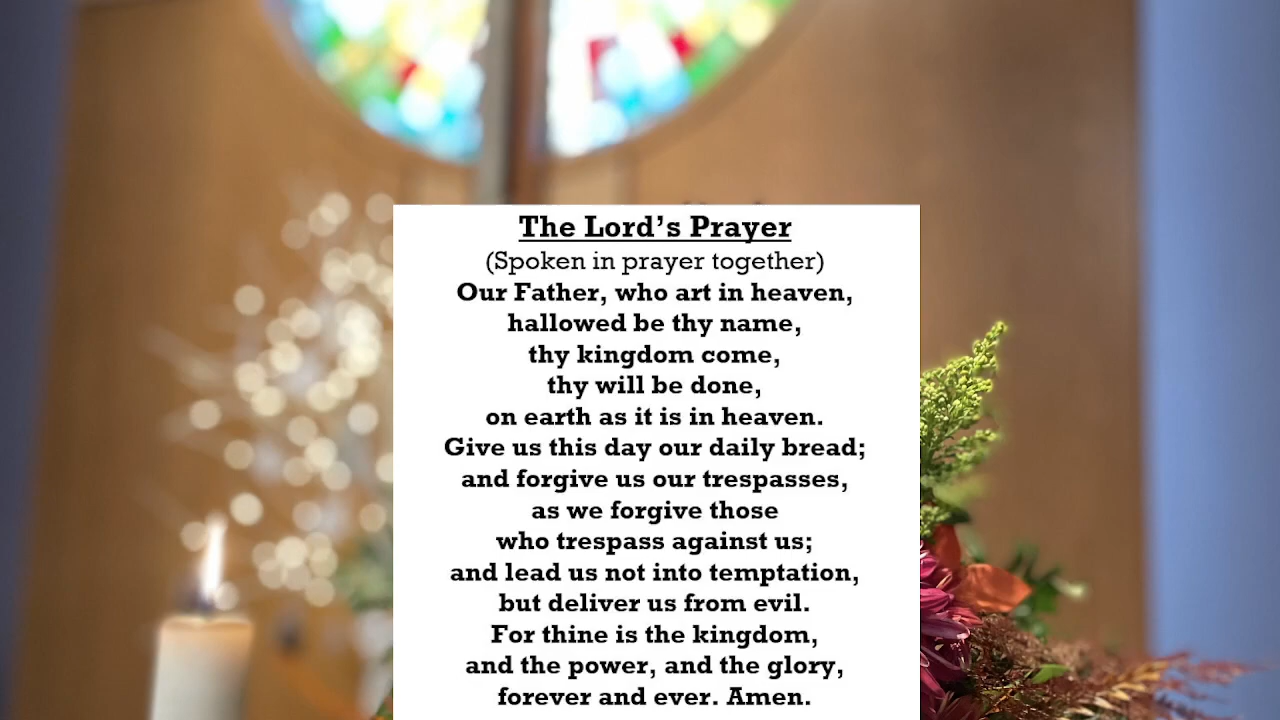 The Lord’s Prayer
(Spoken in prayer together)
Our Father, who art in heaven,
hallowed be thy name,
thy kingdom come,
thy will be done,
on earth as it is in heaven.
Give us this day our daily bread;
and forgive us our trespasses,
as we forgive those
who trespass against us;
and lead us not into temptation,
but deliver us from evil.
For thine is the kingdom,
and the power, and the glory,
forever and ever. Amen.